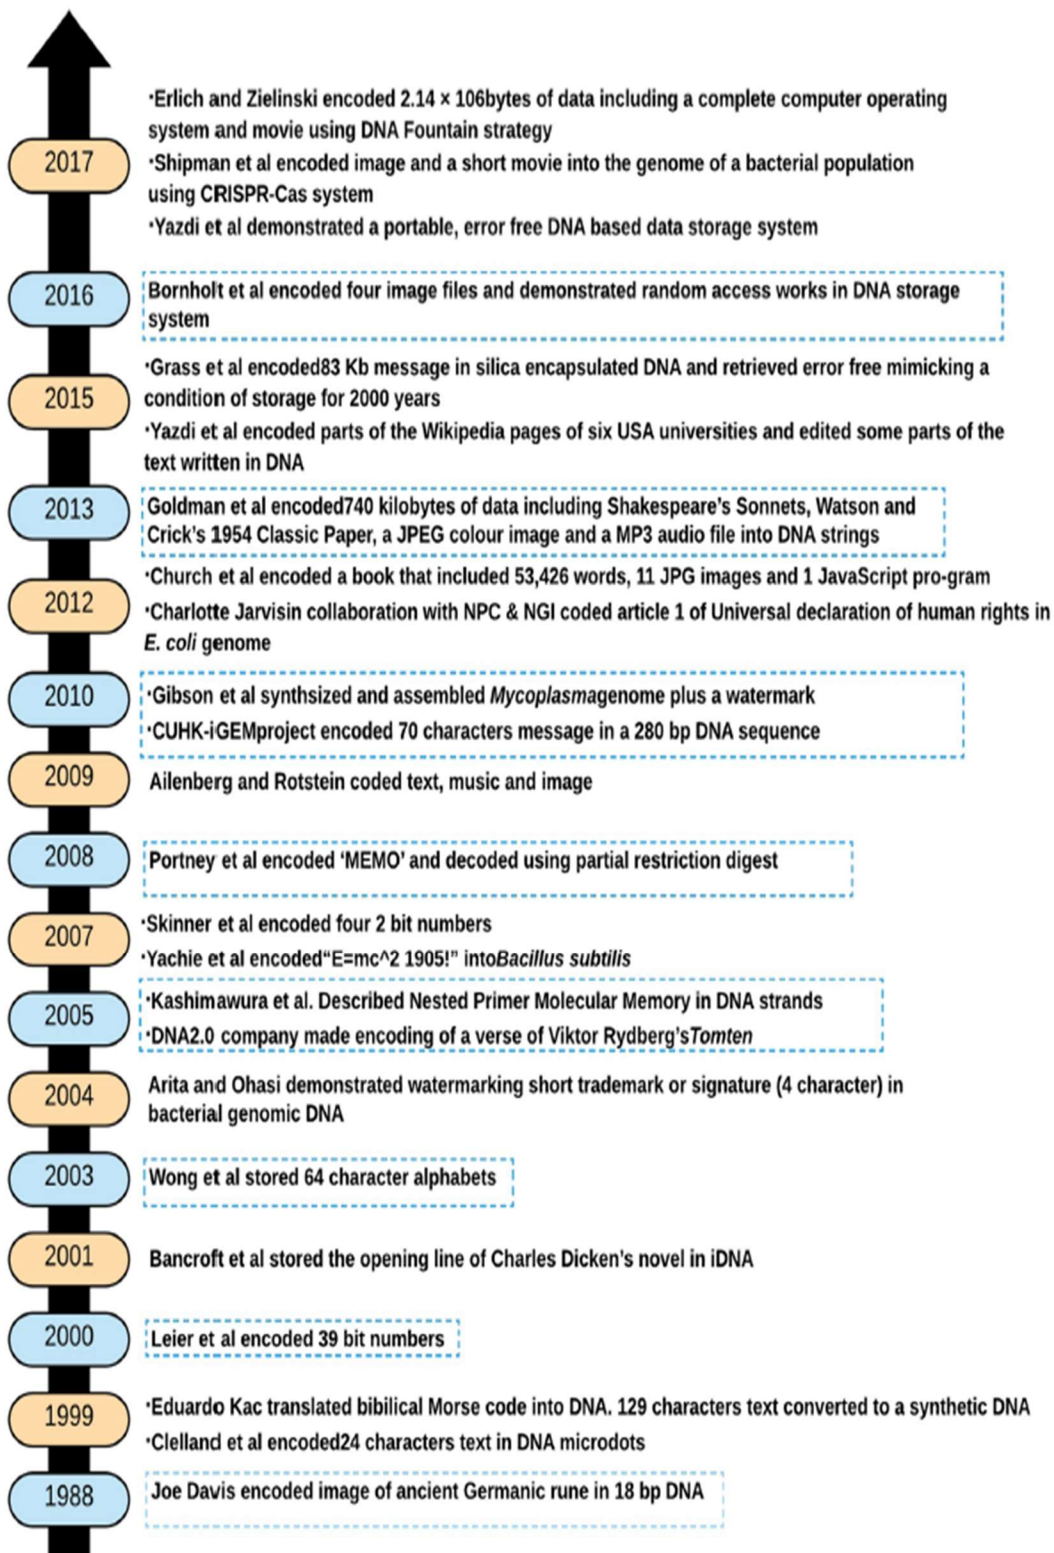 ·Erlich and Zielinski encoded 2.14 × 106bytes of data including a complete computer operating
system and movie using DNA Fountain strategy
2017
·Shipman et al encoded image and a short movie into the genome of a bacterial population
using CRISPR-Cas system
·Yazdi et al demonstrated a portable, error free DNA based data storage system
2016
Bornholt et al encoded four image files and demonstrated random access works in DNA storage
system
·Grass et al encoded83 Kb message in silica encapsulated DNA and retrieved error free mimicking a
2015
condition of storage for 2000 years
·Yazdi et al encoded parts of the Wikipedia pages of six USA universities and edited some parts of the
text written in DNA
2013
Goldman et al encoded740 kilobytes of data including Shakespeare's Sonnets, Watson and
Crick's 1954 Classic Paper, a JPEG colour image and a MP3 audio file into DNA strings
·Church et al encoded a book that included 53,426 words, 11 JPG images and 1 JavaScript pro-gram
2012
·Charlotte Jarvisin collaboration with NPC & NGI coded article 1 of Universal declaration of human rights in
E. coli genome
2010
·Gibson et al synthsized and assembled Mycoplasmagenome plus a watermark
·CUHK-iGEMproject encoded 70 characters message in a 280 bp DNA sequence
2009
Ailenberg and Rotstein coded text, music and image
2008
Portney et al encoded ‘MEMO’ and decoded using partial restriction digest
2007
·Skinner et al encoded four 2 bit numbers
·Yachie et al encoded“E=mc^2 1905!” intoBacillus subtilis
2005
·Kashimawura et al. Described Nested Primer Molecular Memory in DNA strands
·DNA2.0 company made encoding of a verse of Viktor Rydberg'sTomten
2004
Arita and Ohasi demonstrated watermarking short trademark or signature (4 character) in
bacterial genomic DNA
2003
Wong et al stored 64 character alphabets
2001
Bancroft et al stored the opening line of Charles Dicken's novel in iDNA
2000
Leier et al encoded 39 bit numbers
1999
·Eduardo Kac translated bibilical Morse code into DNA. 129 characters text converted to a synthetic DNA
·Clelland et al encoded24 characters text in DNA microdots
1988
Joe Davis encoded image of ancient Germanic rune in 18 bp DNA